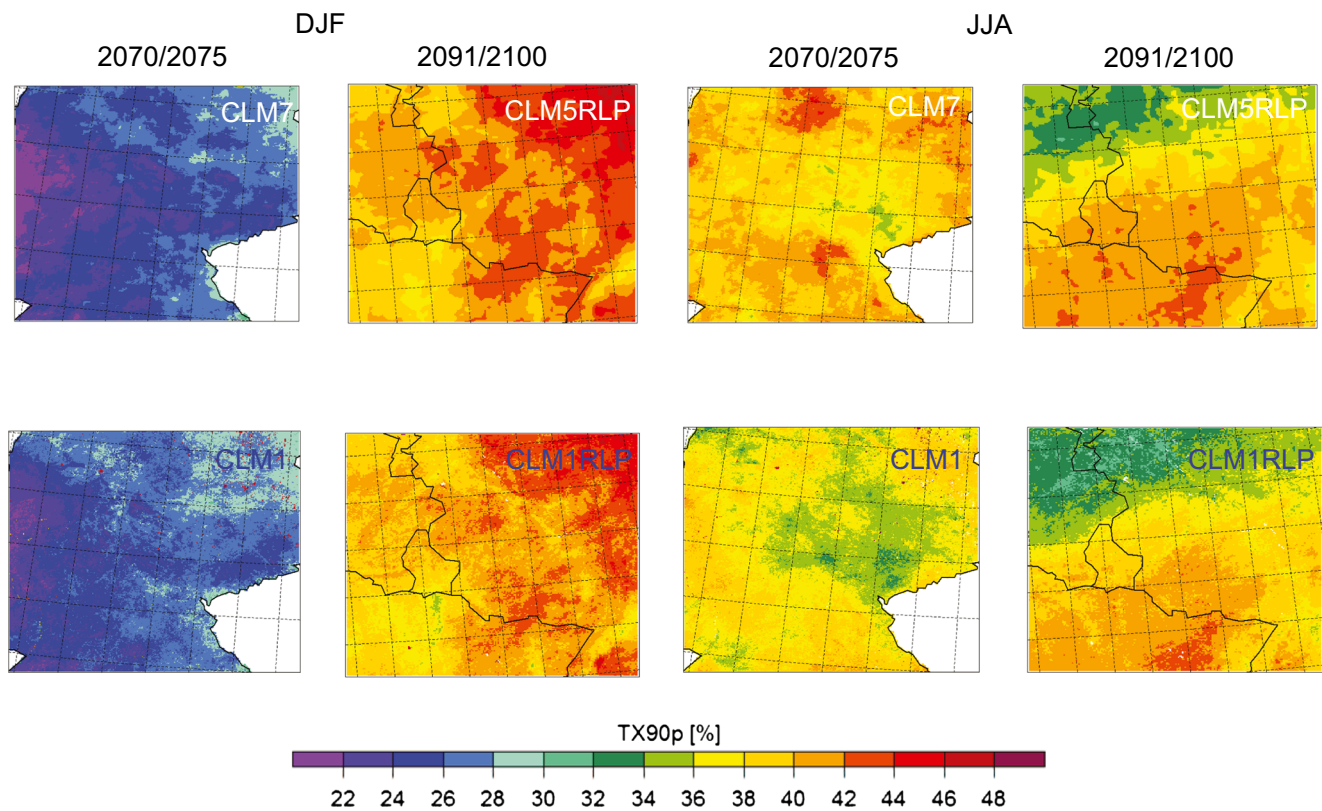 DJF JJA
2070/2075 2091/2100 2070/2075 2091/2100
CLM7 CLM5RLP CLM7 CLM5RLP
CLM1 CLM1RLP CLM1 CLM1RLP
TX90p [%]
22 24 26 28 30 32 34 36 38 40 42 44 46 48